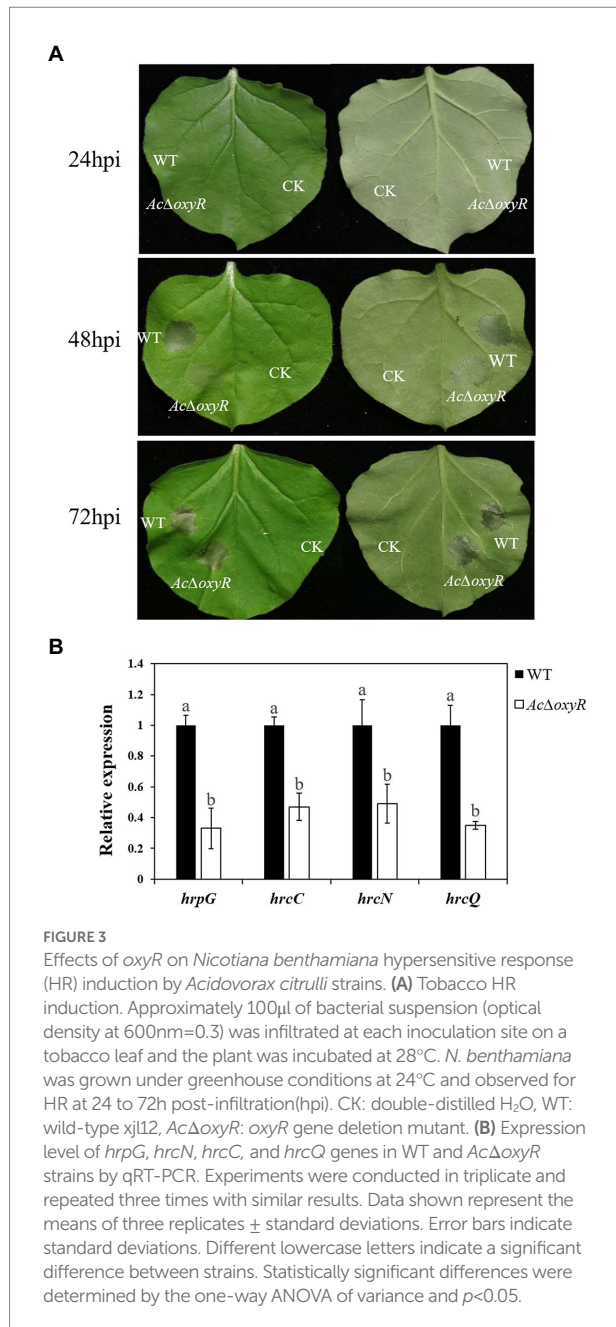 A
24hpi
WT
AcΔoxyR
CK
CK
WT
AcΔoxyR
48hpi
WT
AcΔoxyR
CK
CK
WT
AcΔoxyR
72hpi
WT
AcΔoxyR
CK
CK
WT
AcΔoxyR
B
Relative expression
1.4
1.2
1
0.8
0.6
0.4
0.2
0
a
b
a
b
a
b
a
b
hrpG
hrcC
hrcN
hrcQ
WT
AcΔoxyR
FIGURE 3
Effects of oxyR on Nicotiana benthamiana hypersensitive response
(HR) induction by Acidovorax citrulli strains. (A) Tobacco HR
induction. Approximately 100μl of bacterial suspension (optical
density at 600nm=0.3) was infiltrated at each inoculation site on a
tobacco leaf and the plant was incubated at 28°C. N. benthamiana
was grown under greenhouse conditions at 24°C and observed for
HR at 24 to 72h post-infiltration(hpi). CK: double-distilled H₂O, WT:
wild-type xjl12, AcΔoxyR: oxyR gene deletion mutant. (B) Expression
level of hrpG, hrcN, hrcC, and hrcQ genes in WT and AcΔoxyR
strains by qRT-PCR. Experiments were conducted in triplicate and
repeated three times with similar results. Data shown represent the
means of three replicates ± standard deviations. Error bars indicate
standard deviations. Different lowercase letters indicate a significant
difference between strains. Statistically significant differences were
determined by the one-way ANOVA of variance and p<0.05.